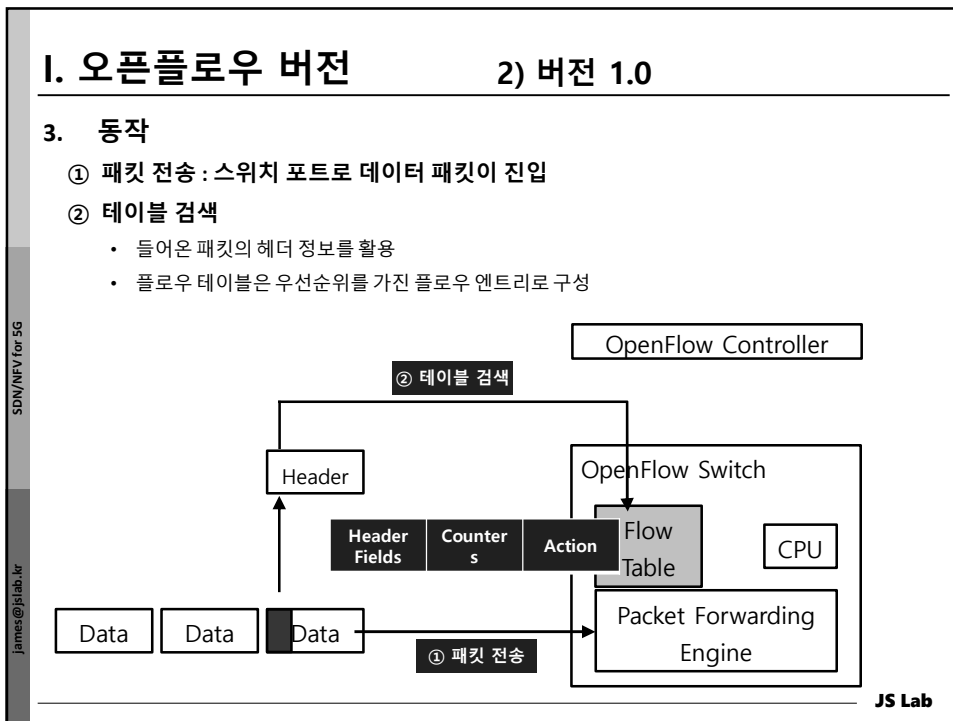 I. 오픈플로우 버전 2) 버전 1.0
3. 동작
① 패킷 전송 : 스위치 포트로 데이터 패킷이 진입
② 테이블 검색
• 들어온 패킷의 헤더 정보를 활용
• 플로우 테이블은 우선순위를 가진 플로우 엔트리로 구성
OpenFlow Controller
② 테이블 검색
Header
OpenFlow Switch
Header
Fields
Counter
s
Action
Flow
Table
CPU
Data
Data
Data
Packet Forwarding
Engine
① 패킷 전송
SDN/NFV for 5G
james@jslab.kr
JS Lab